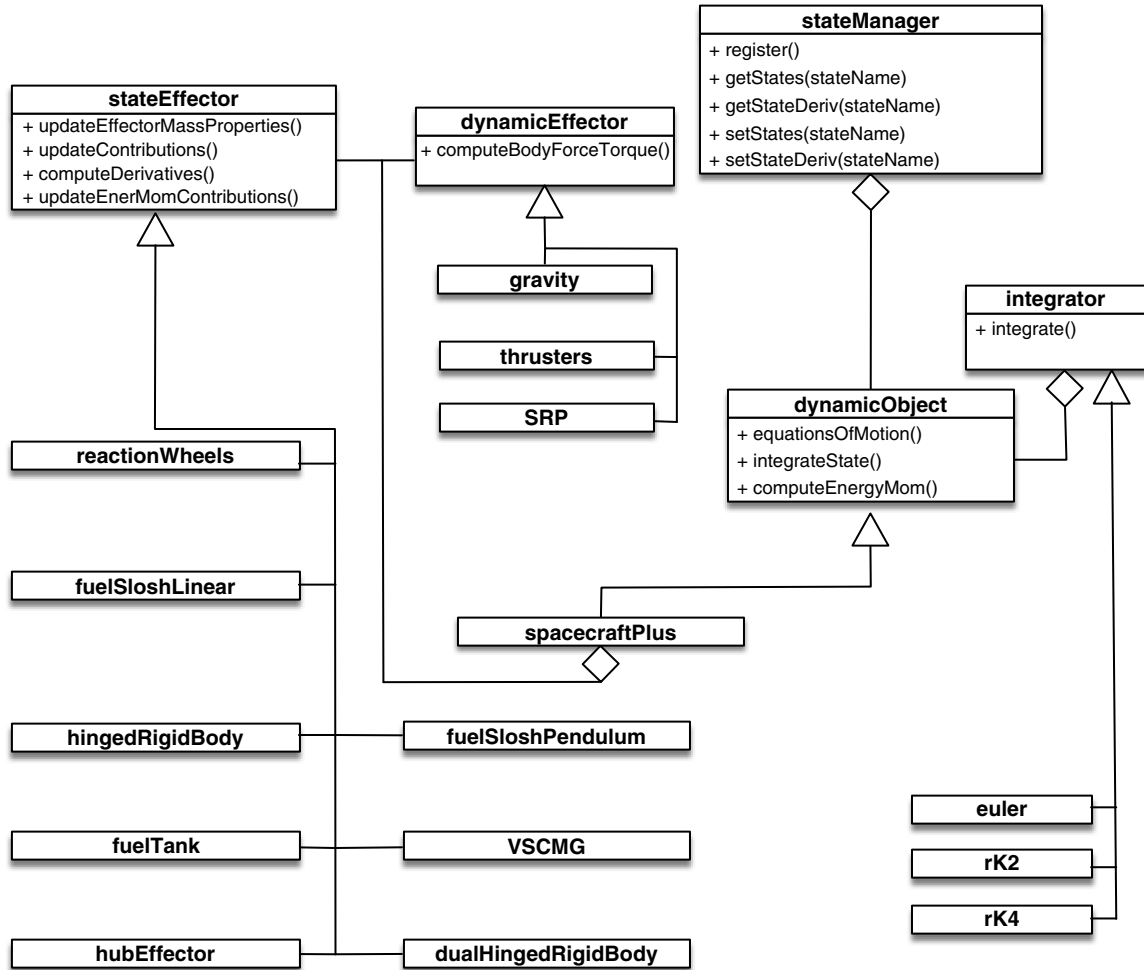 stateManager
+ register()
+ getStates(stateName)
+ getStateDeriv(stateName)
+ setStates(stateName)
+ setStateDeriv(stateName)
stateEffector
+ updateEffectorMassProperties()
+ updateContributions()
+ computeDerivatives()
+ updateEnerMomContributions()
dynamicEffector
+ computeBodyForceTorque()
gravity
thrusters
SRP
integrator
+ integrate()
dynamicObject
+ equationsOfMotion()
+ integrateState()
+ computeEnergyMom()
reactionWheels
fuelSloshLinear
spacecraftPlus
hingedRigidBody
fuelSloshPendulum
fuelTank
VSCMG
hubEffector
dualHingedRigidBody
euler
rK2
rK4